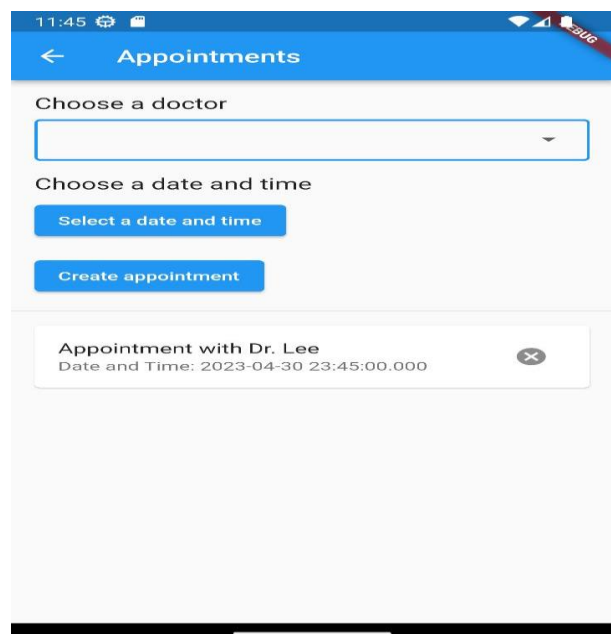 11:45
Appointments
Choose a doctor
Choose a date and time
Select a date and time
Create appointment
Appointment with Dr. Lee
Date and Time: 2023-04-30 23:45:00.000